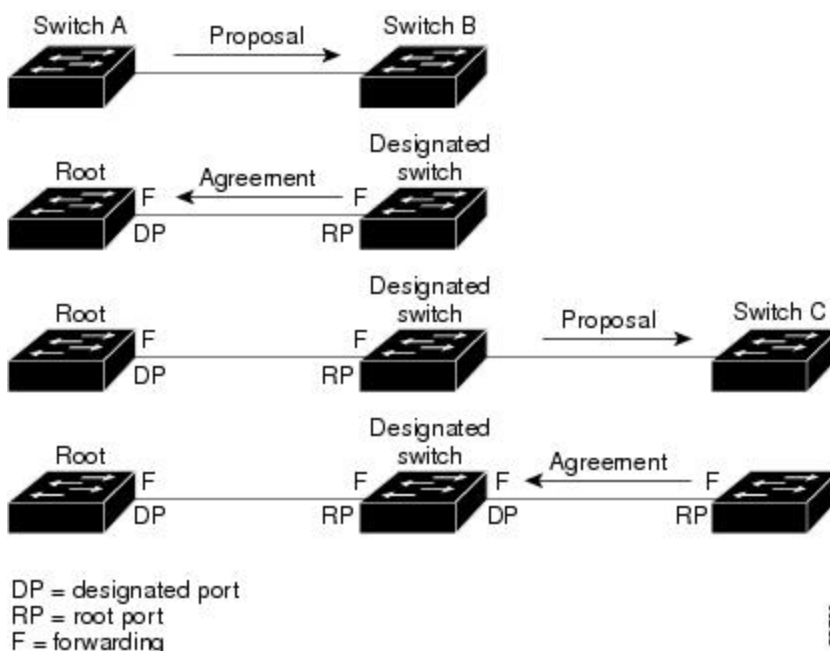 Switch A
Proposal
Switch B
Root
F
Agreement
F
Designated
switch
DP
RP
Root
F
F
Designated
switch
Proposal
Switch C
DP
RP
Root
F
F
Designated
switch
F
Agreement
F
DP
RP
DP
RP
DP = designated port
RP = root port
F = forwarding